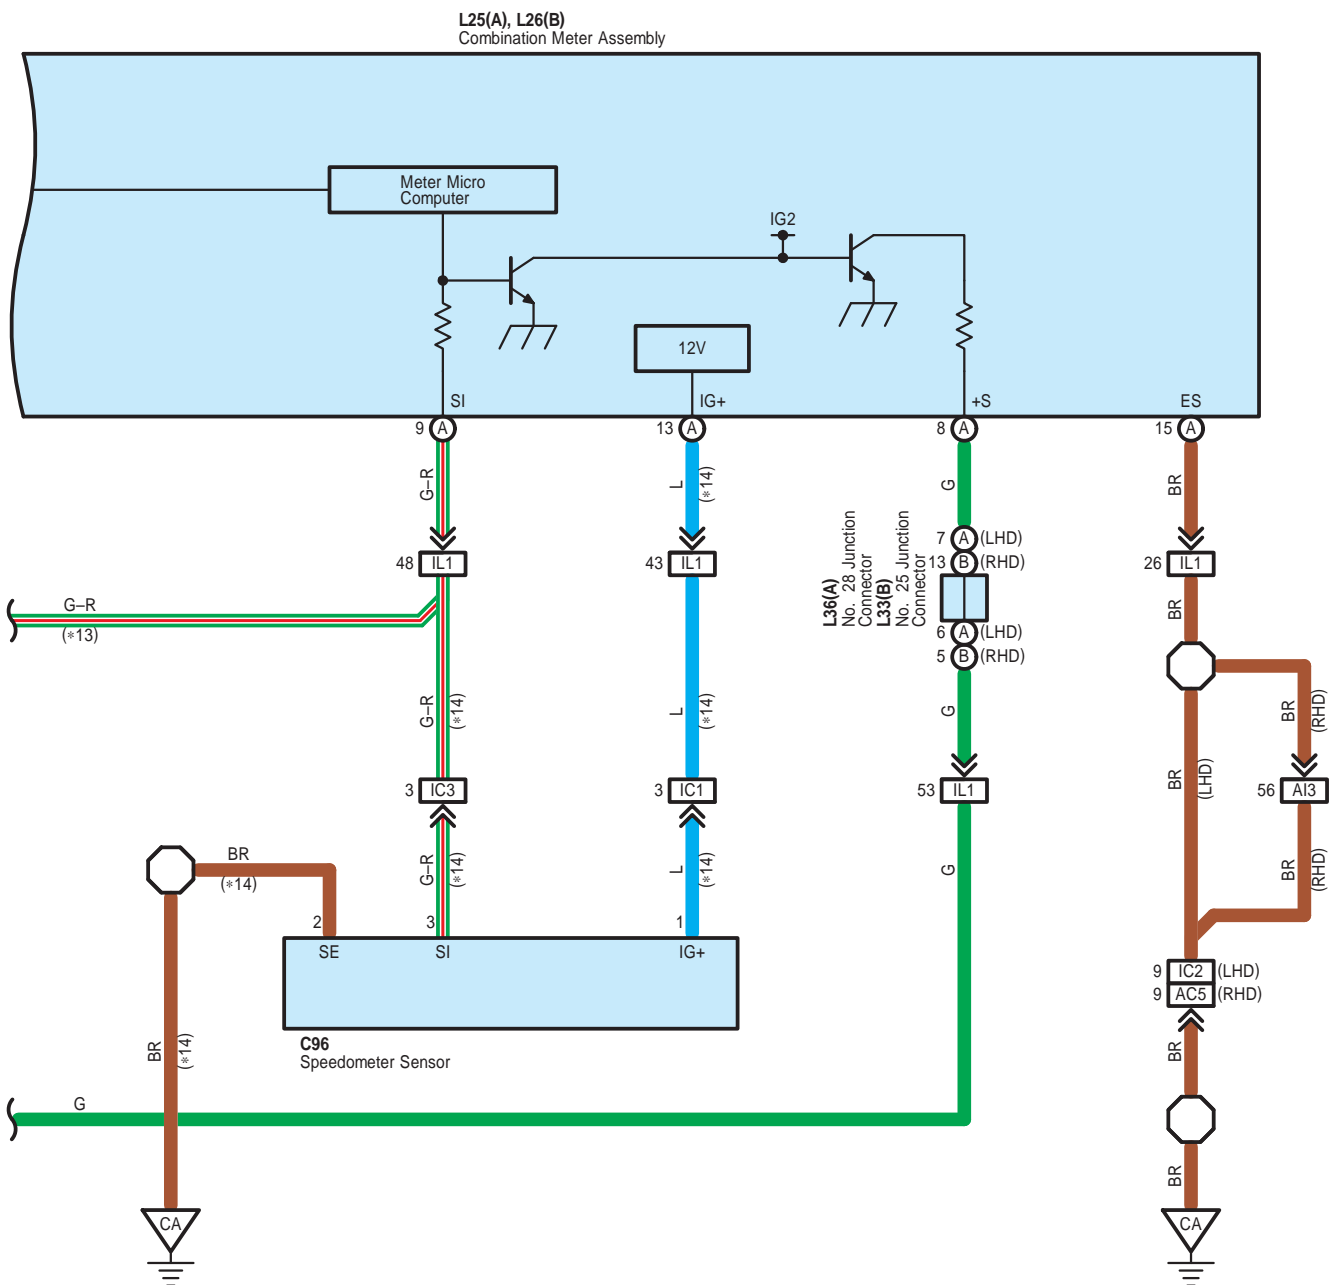 L25(A), L26(B)
Combination Meter Assembly
Meter Micro
Computer
IG2
12V
SI
IG+
+S
ES
9 A
13 A
8 A
15 A
G–R
L
(∗14)
G
BR
7 A (LHD)
13 B (RHD)
L36(A)
No. 28 Junction
Connector
L33(B)
No. 25 Junction
Connector
48 IL1
43 IL1
26 IL1
G–R
(∗13)
6 A (LHD)
5 B (RHD)
BR
G–R
(∗14)
L
(∗14)
G
BR
(RHD)
BR
(LHD)
3 IC3
3 IC1
53 IL1
56 AI3
BR
(∗14)
G–R
(∗14)
L
(∗14)
G
BR
(RHD)
2
3
1
SE
SI
IG+
9 IC2 (LHD)
9 AC5 (RHD)
C96
Speedometer Sensor
BR
(∗14)
BR
G
BR
CA
CA